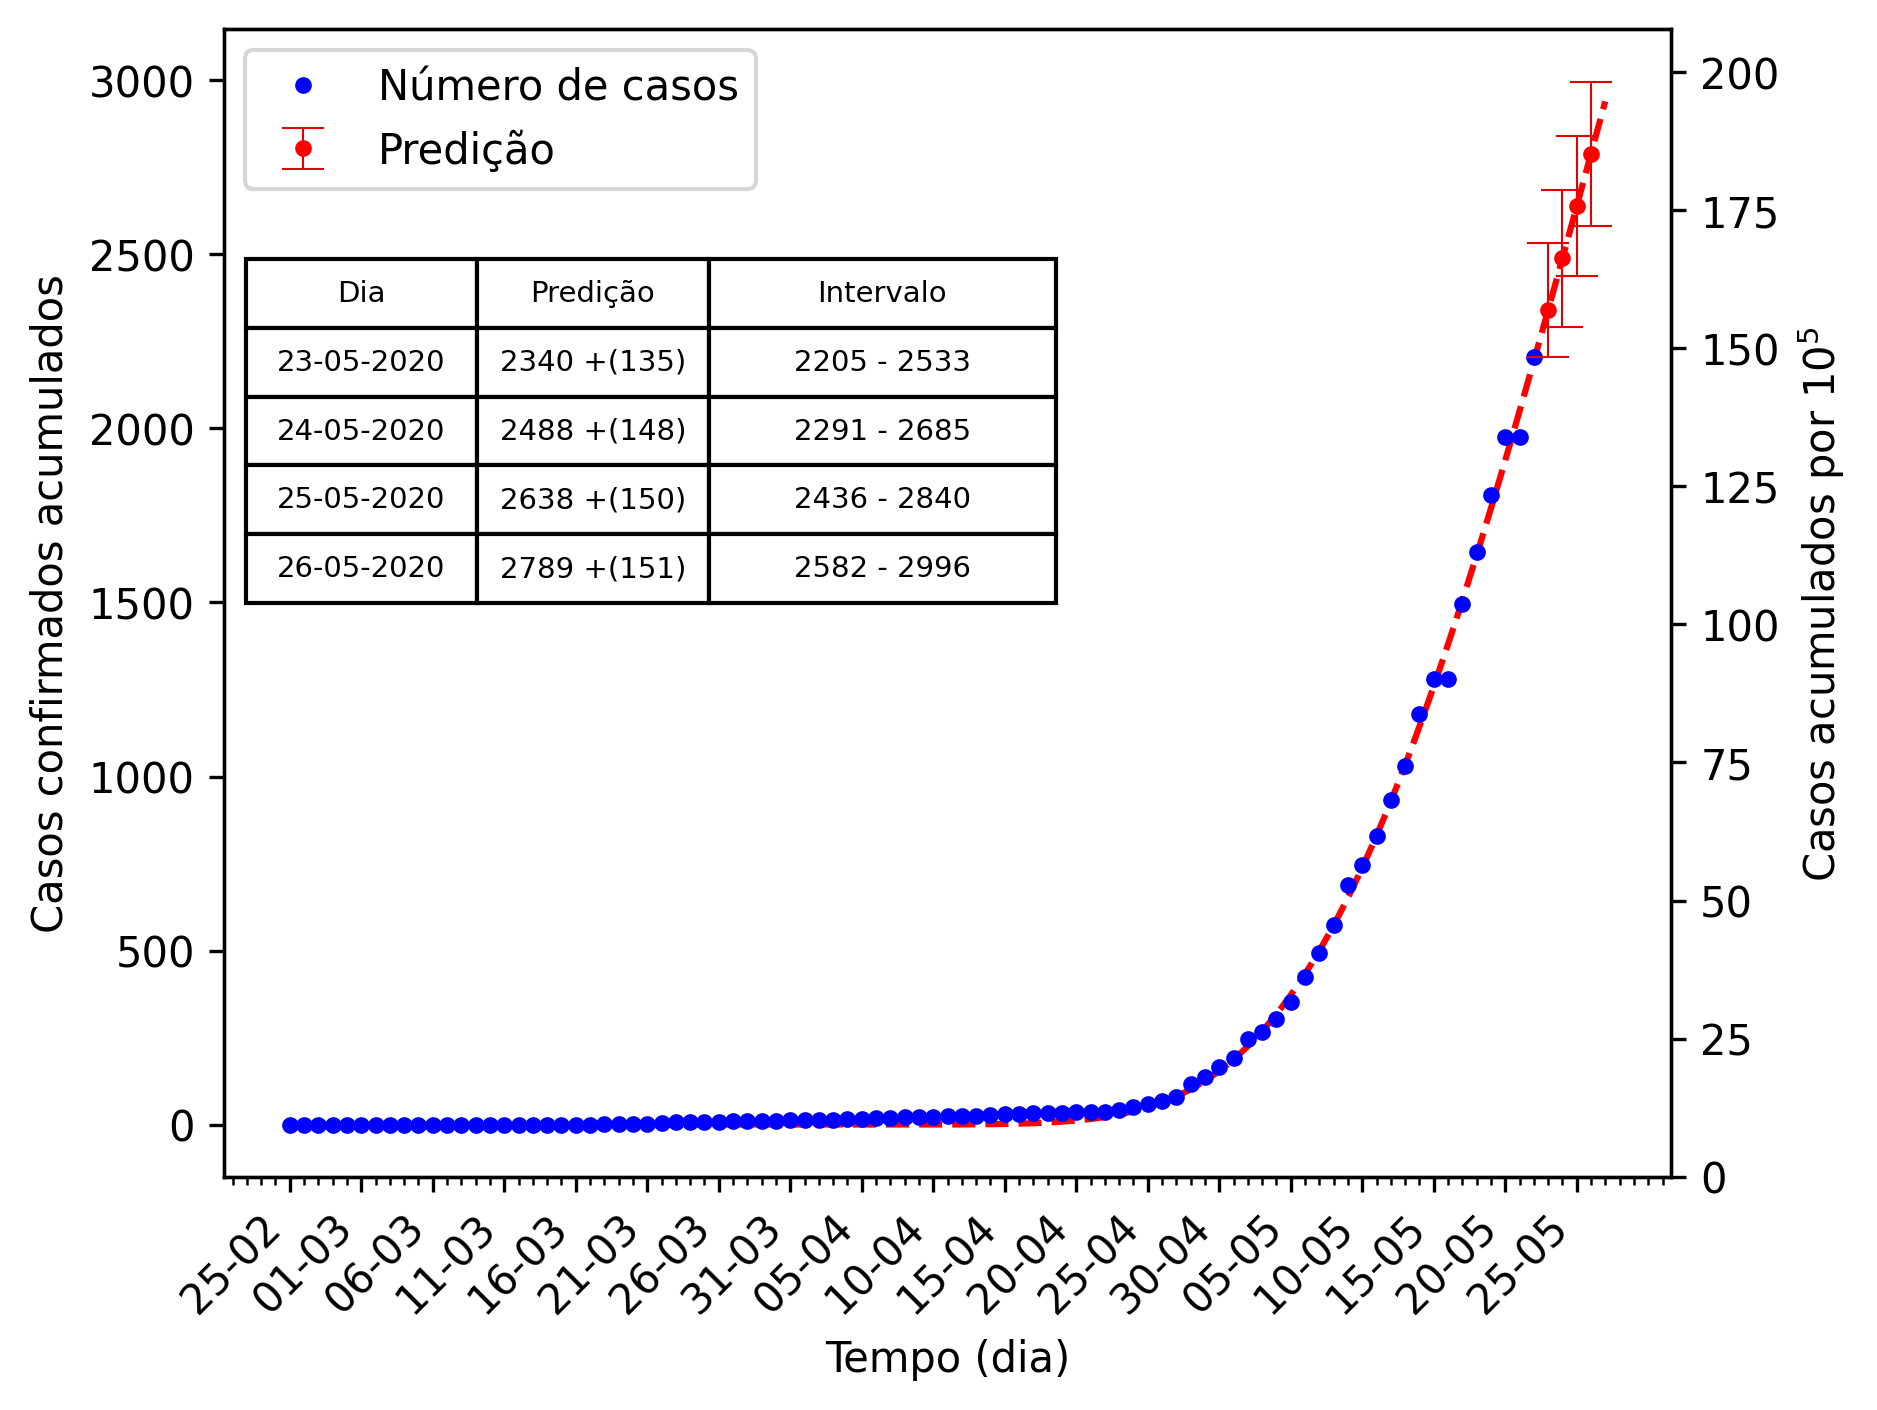 Número de casos
Predição
Dia Predição Intervalo
23-05-2020 2340 +(135) 2205 - 2533
24-05-2020 2488 +(148) 2291 - 2685
25-05-2020 2638 +(150) 2436 - 2840
26-05-2020 2789 +(151) 2582 - 2996
Casos confirmados acumulados
3000
2500
2000
1500
1000
500
0
Casos acumulados por 10⁵
200
175
150
125
100
75
50
25
0
25-02 01-03 06-03 11-03 16-03 21-03 26-03 31-03 05-04 10-04 15-04 20-04 25-04 30-04 05-05 10-05 15-05 20-05 25-05
Tempo (dia)